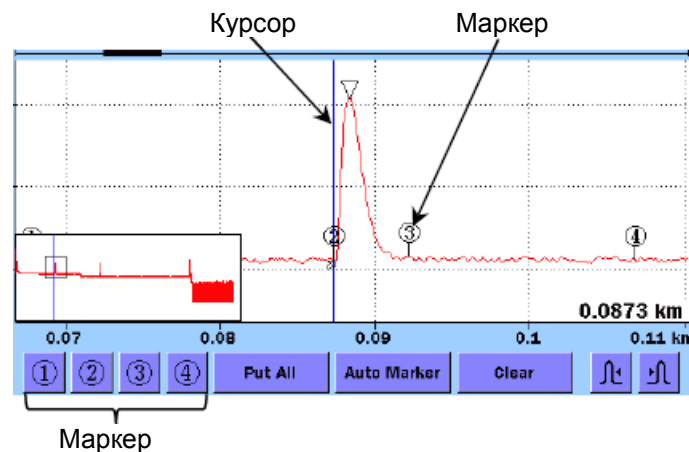 Курсор Маркер
① ② ③ ④
0.0873 km
0.07 0.08 0.09 0.1 0.11 km
① ② ③ ④ Put All Auto Marker Clear
Маркер